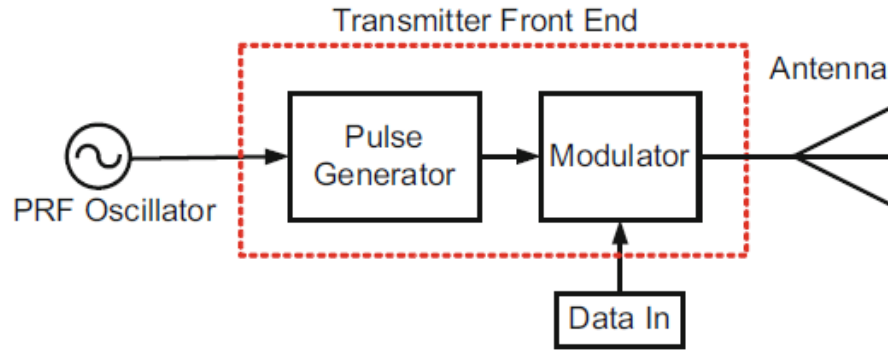 Transmitter Front End
Antenna
Pulse
Generator
Modulator
PRF Oscillator
Data In